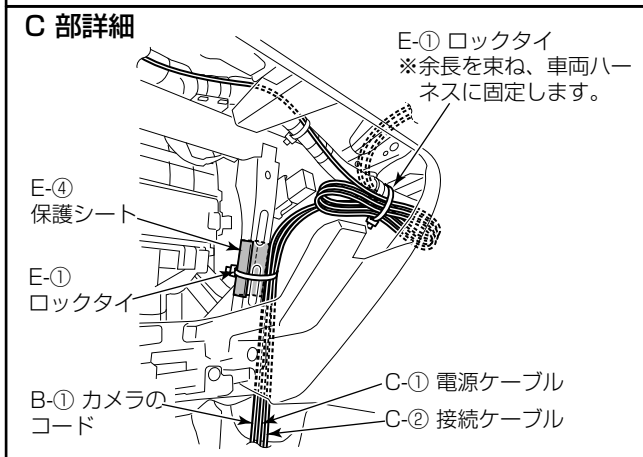 C 部詳細
E-① ロックタイ
※余長を束ね、車両ハー
ネスに固定します。
E-④
保護シート
E-①
ロックタイ
B-① カメラの
コード
C-① 電源ケーブル
C-② 接続ケーブル